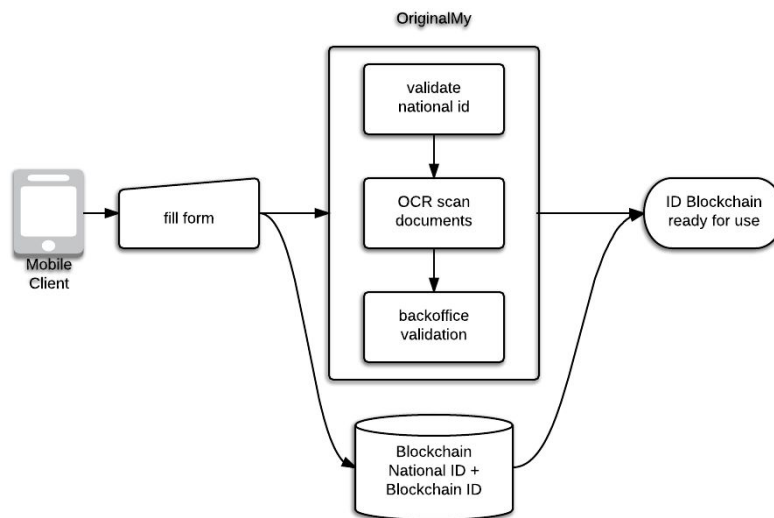 OriginalMy
validate
national id
OCR scan
documents
backoffice
validation
Mobile
Client
fill form
ID Blockchain
ready for use
Blockchain
National ID +
Blockchain ID